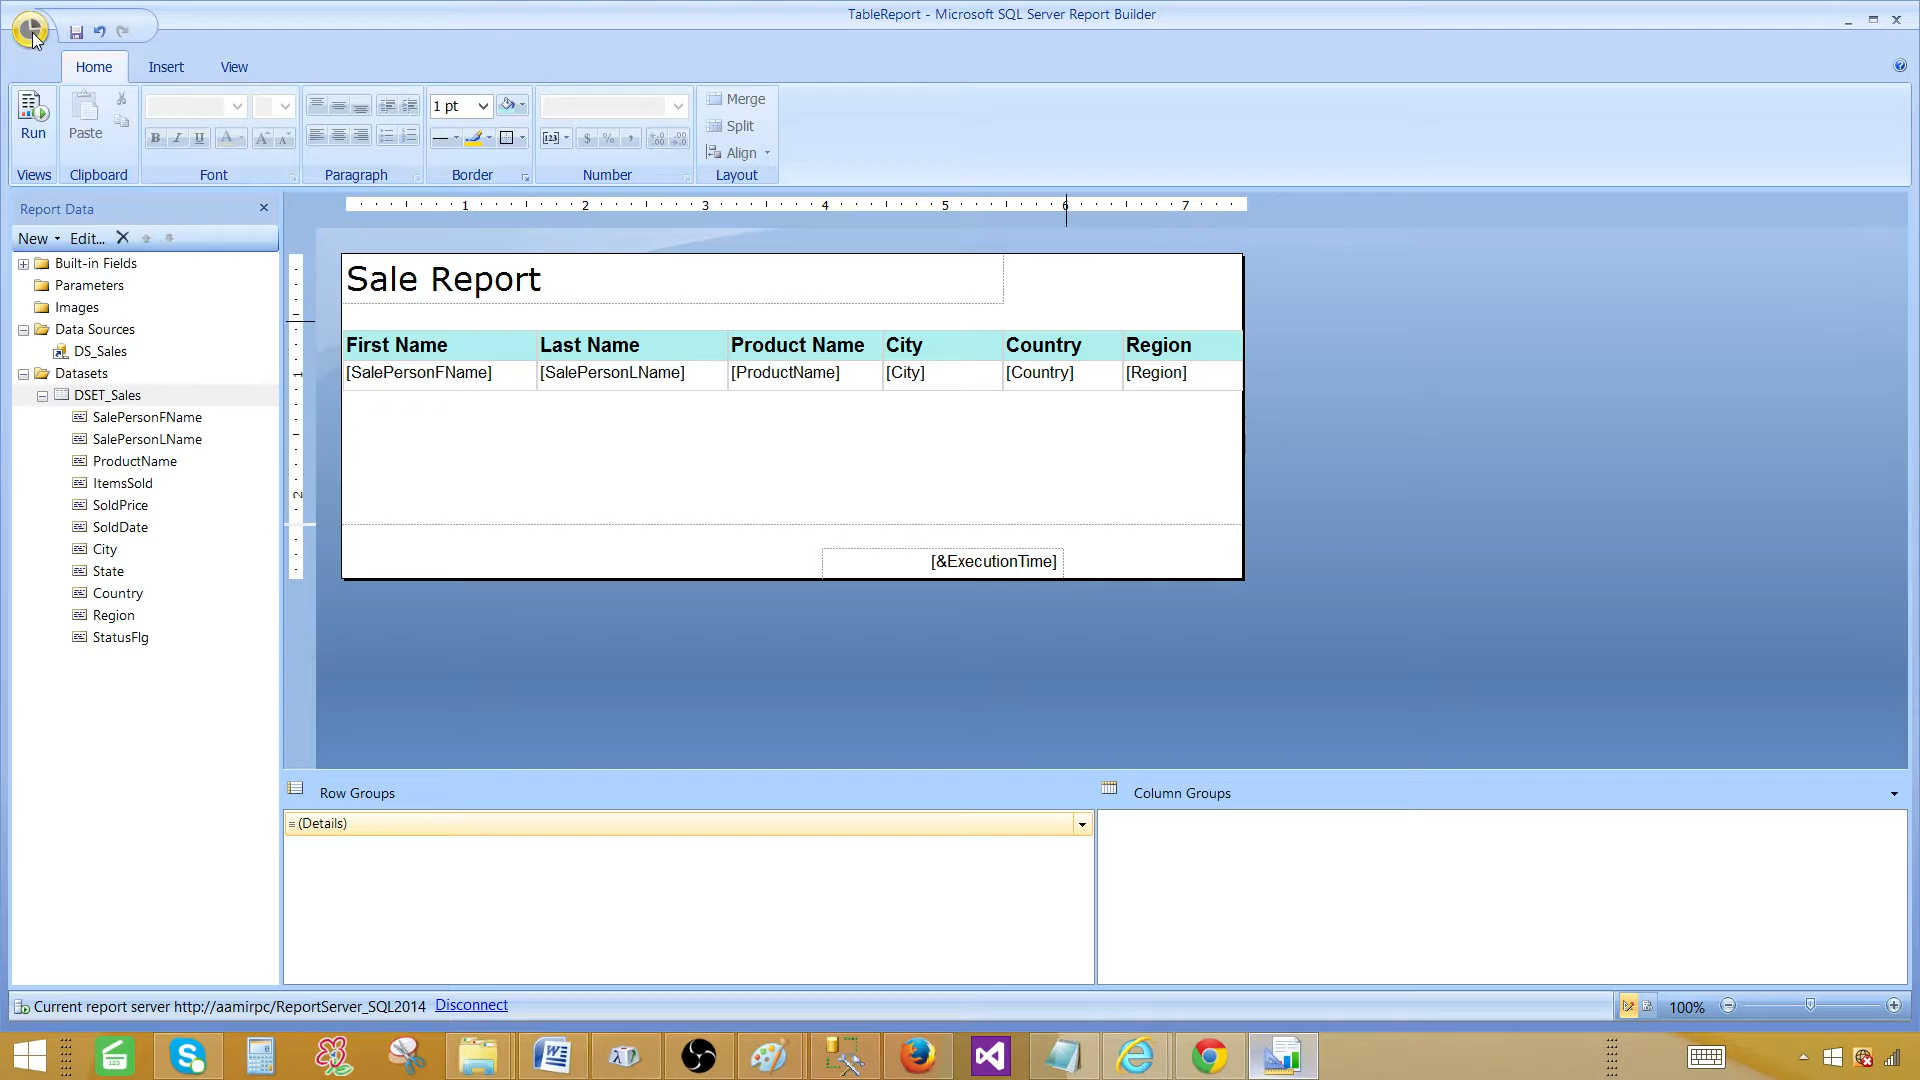 TableReport - Microsoft SQL Server Report Builder
Home Insert View
Run
Paste
1 pt
Merge
Split
Align
Views Clipboard Font Paragraph Border Number Layout
Report Data
New Edit...
1 2 3 4 5 6 7
Built-in Fields
Parameters
Images
Data Sources
DS_Sales
Datasets
DSET_Sales
SalePersonFName
SalePersonLName
ProductName
ItemsSold
SoldPrice
SoldDate
City
State
Country
Region
StatusFlg
1
2
Sale Report
First Name Last Name Product Name City Country Region
[SalePersonFName] [SalePersonLName] [ProductName] [City] [Country] [Region]
[&ExecutionTime]
Row Groups
Column Groups
(Details)
Current report server http://aamirpc/ReportServer_SQL2014 Disconnect
100%